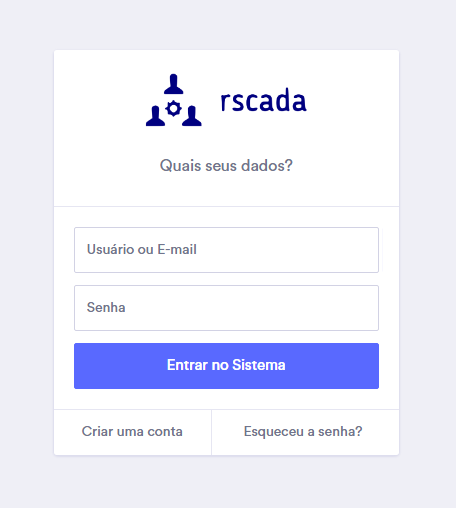 rscada
Quais seus dados?
Usuário ou E-mail
Senha
Entrar no Sistema
Criar uma conta
Esqueceu a senha?